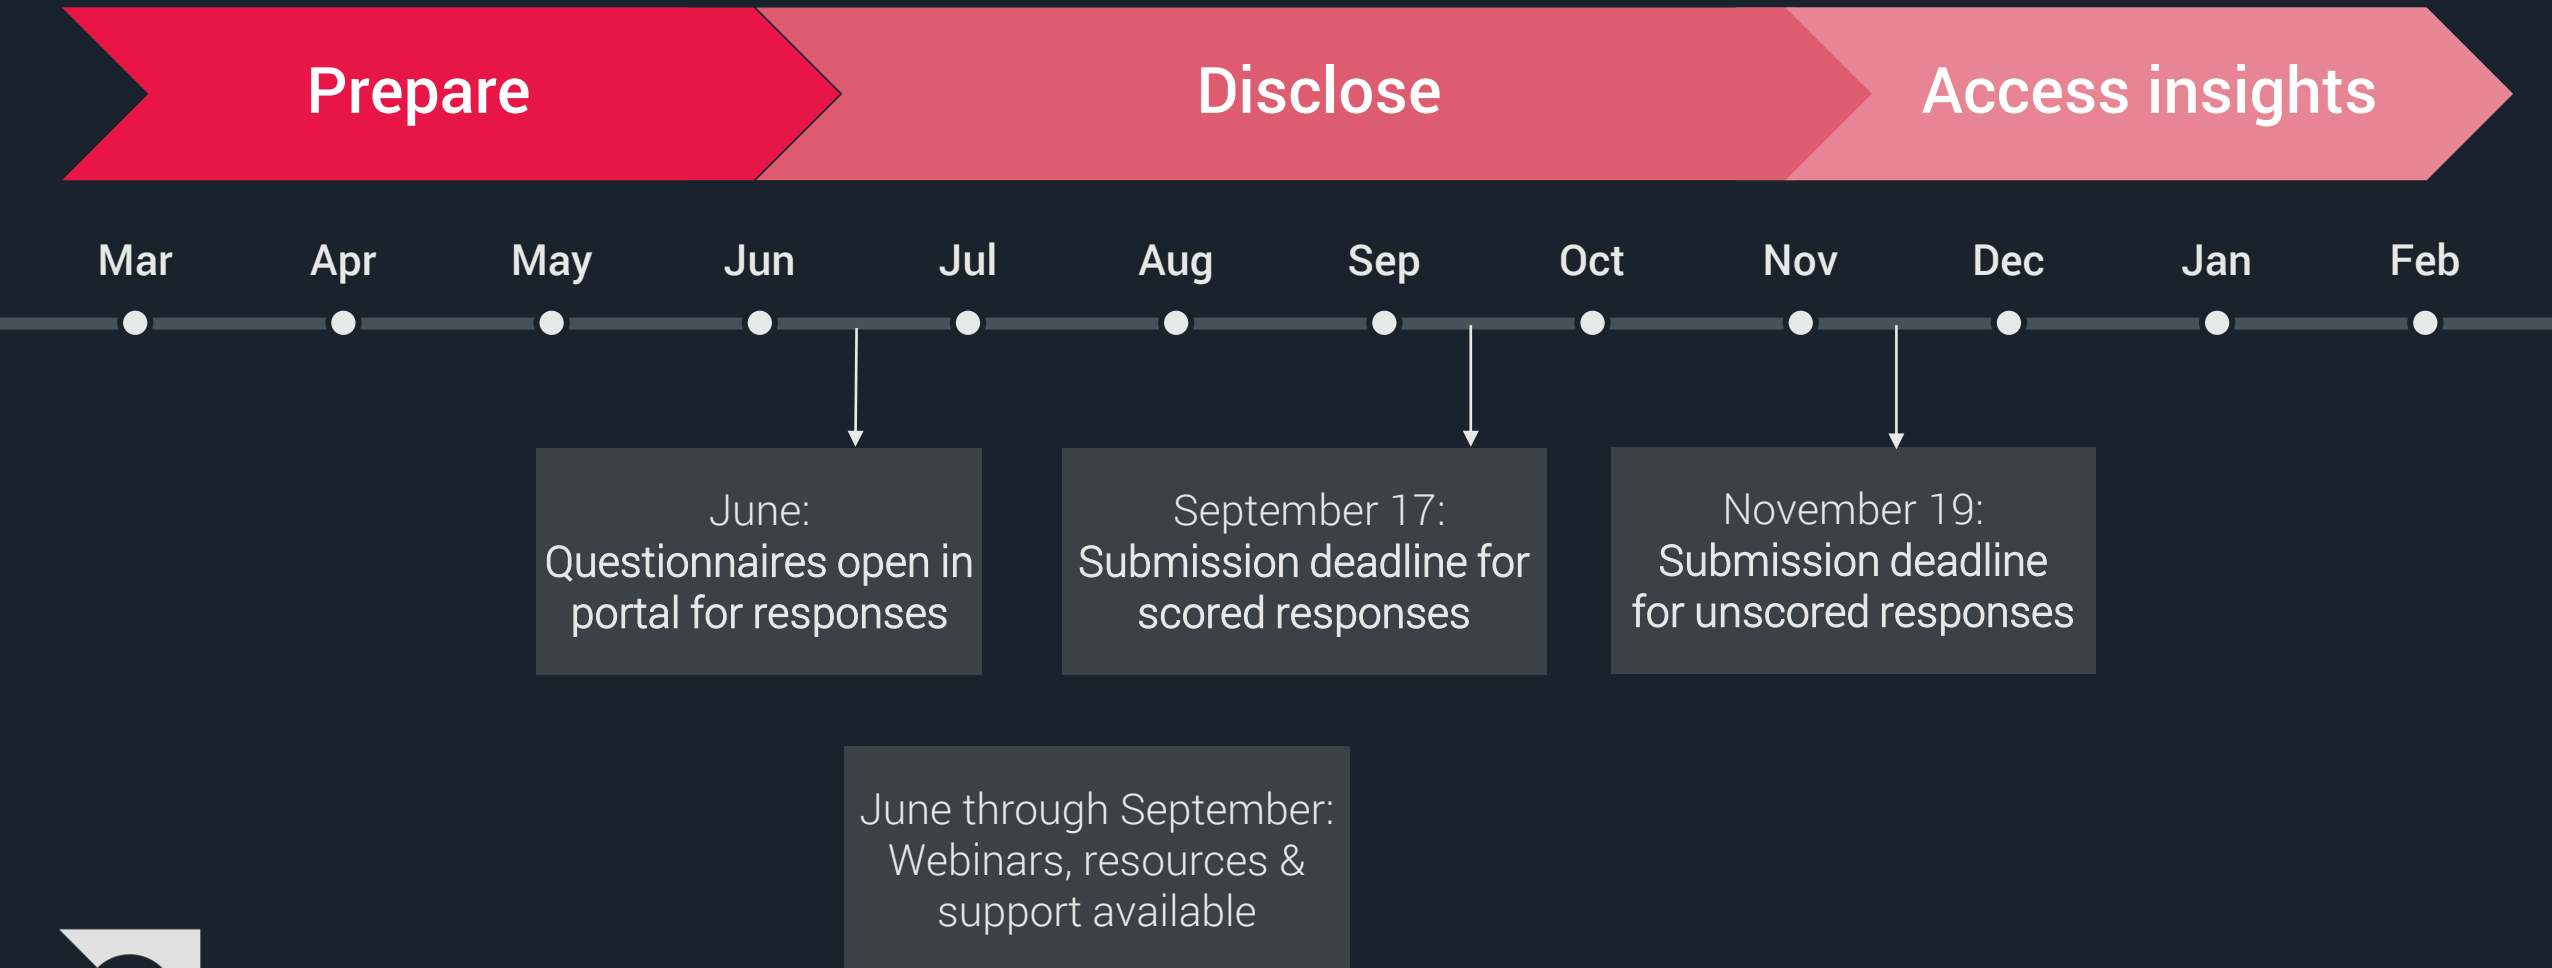 Prepare
Disclose
Access insights
Mar Apr May Jun Jul Aug Sep Oct Nov Dec Jan Feb
June:
Questionnaires open in
portal for responses
September 17:
Submission deadline for
scored responses
November 19:
Submission deadline
for unscored responses
June through September:
Webinars, resources &
support available